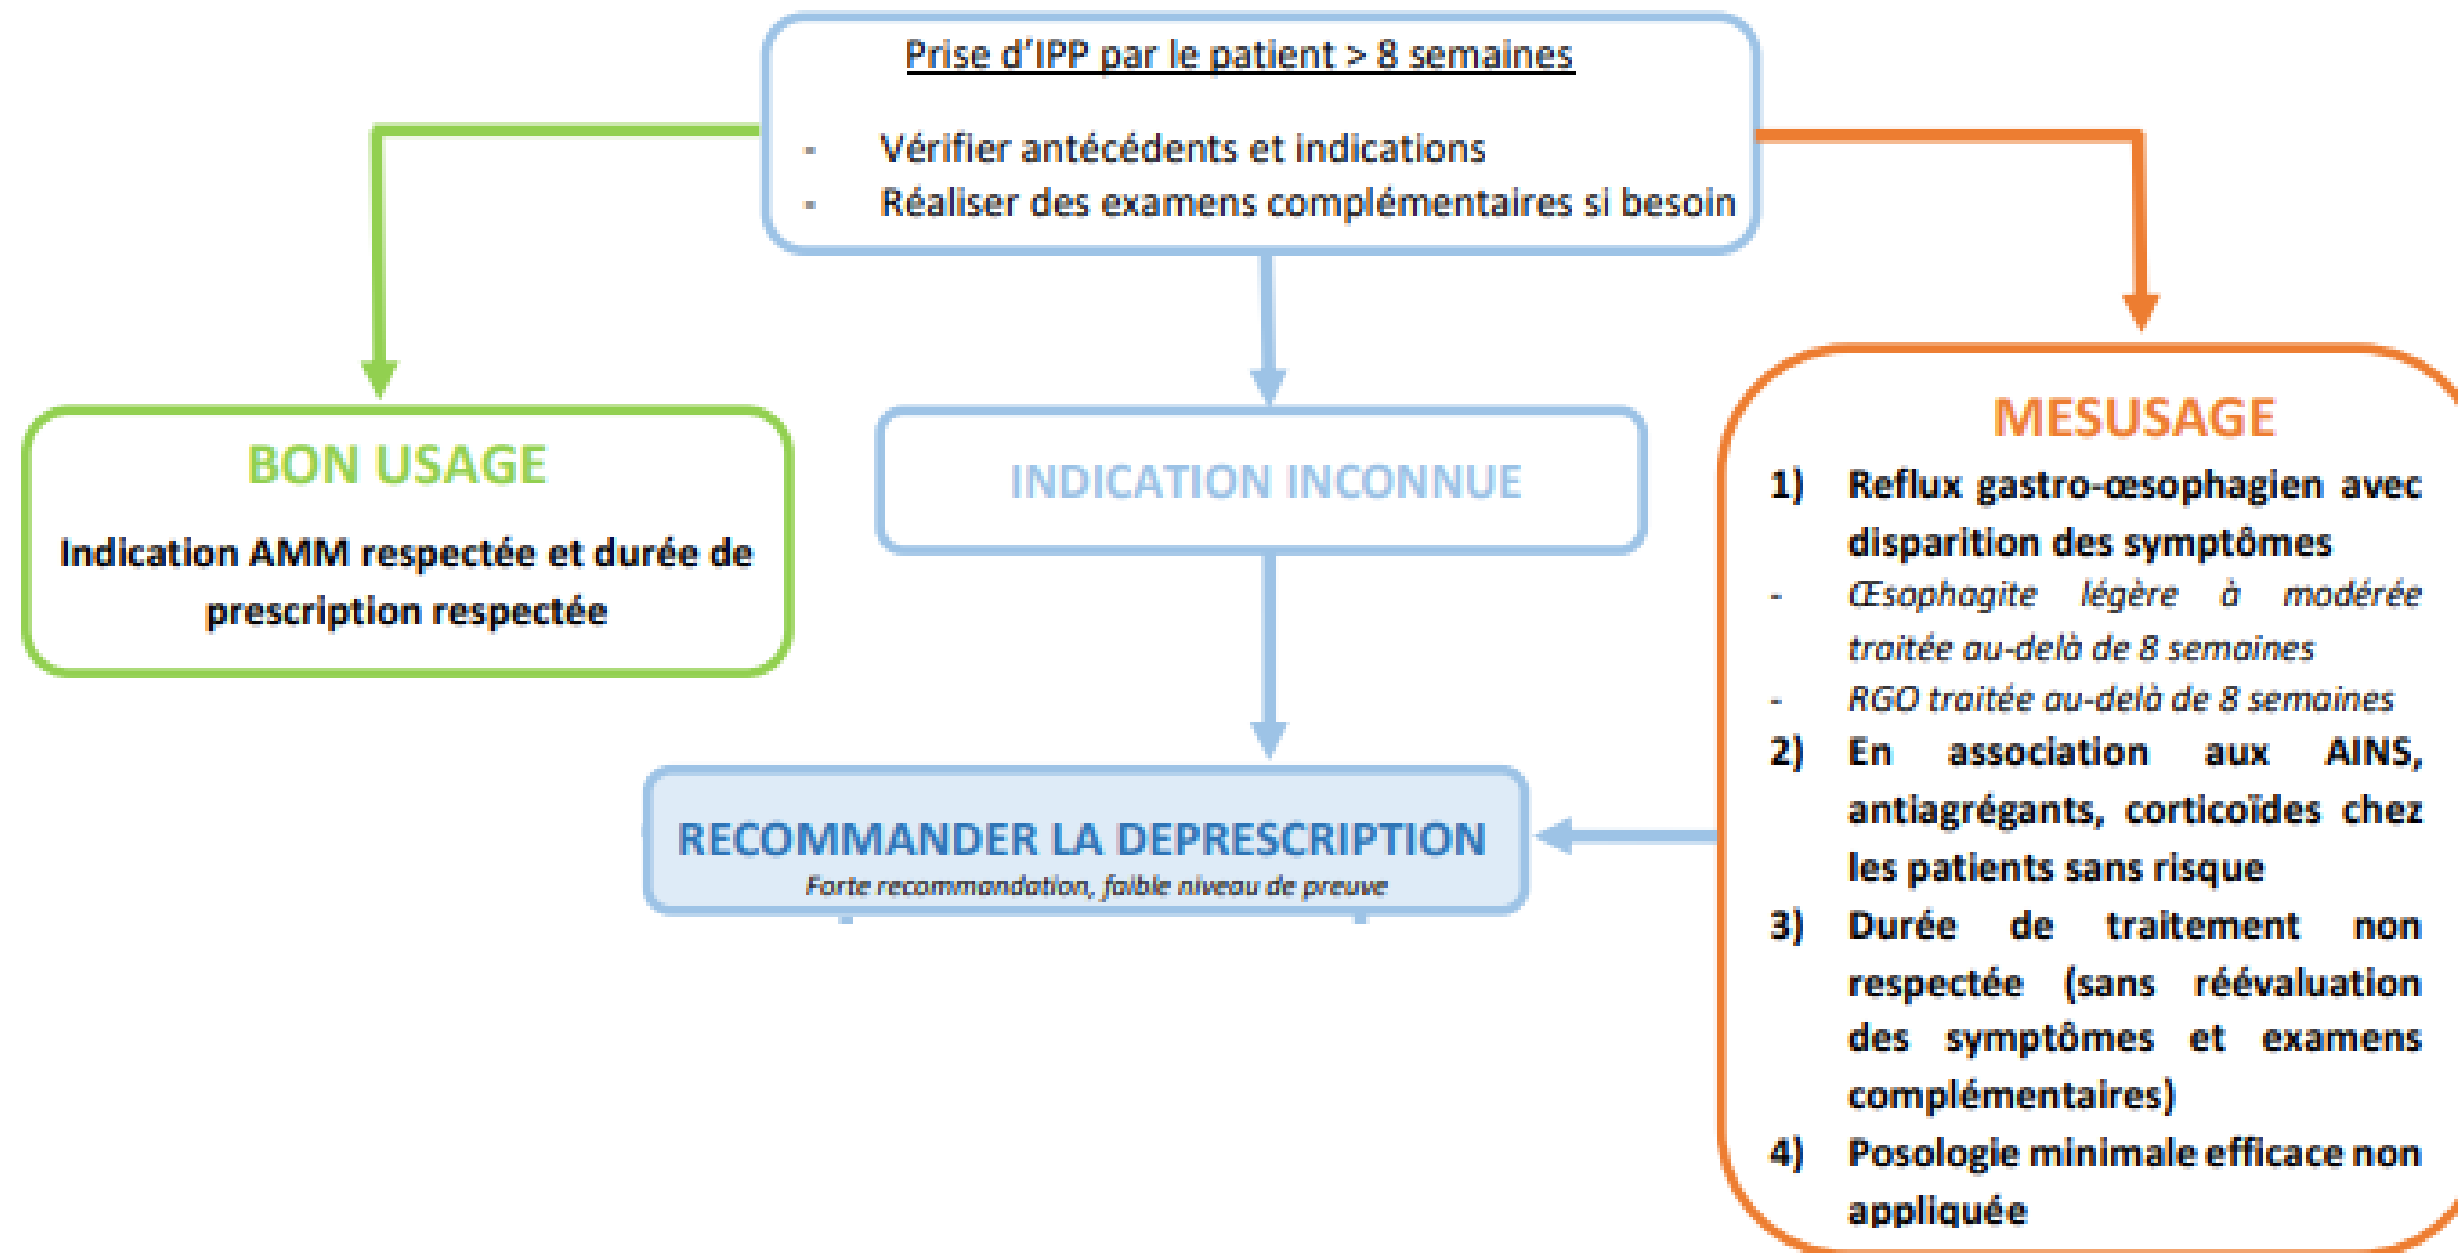 Prise d'IPP par le patient > 8 semaines
- Vérifier antécédents et indications
- Réaliser des examens complémentaires si besoin
BON USAGE
Indication AMM respectée et durée de
prescription respectée
INDICATION INCONNUE
RECOMMANDER LA DEPRESCRIPTION
Forte recommandation, faible niveau de preuve
MESUSAGE
1) Reflux gastro-œsophagien avec
disparition des symptômes
- Œsophagite légère à modérée
traitée au-delà de 8 semaines
- RGO traitée au-delà de 8 semaines
2) En association aux AINS,
antiagrégants, corticoïdes chez
les patients sans risque
3) Durée de traitement non
respectée (sans réévaluation
des symptômes et examens
complémentaires)
4) Posologie minimale efficace non
appliquée